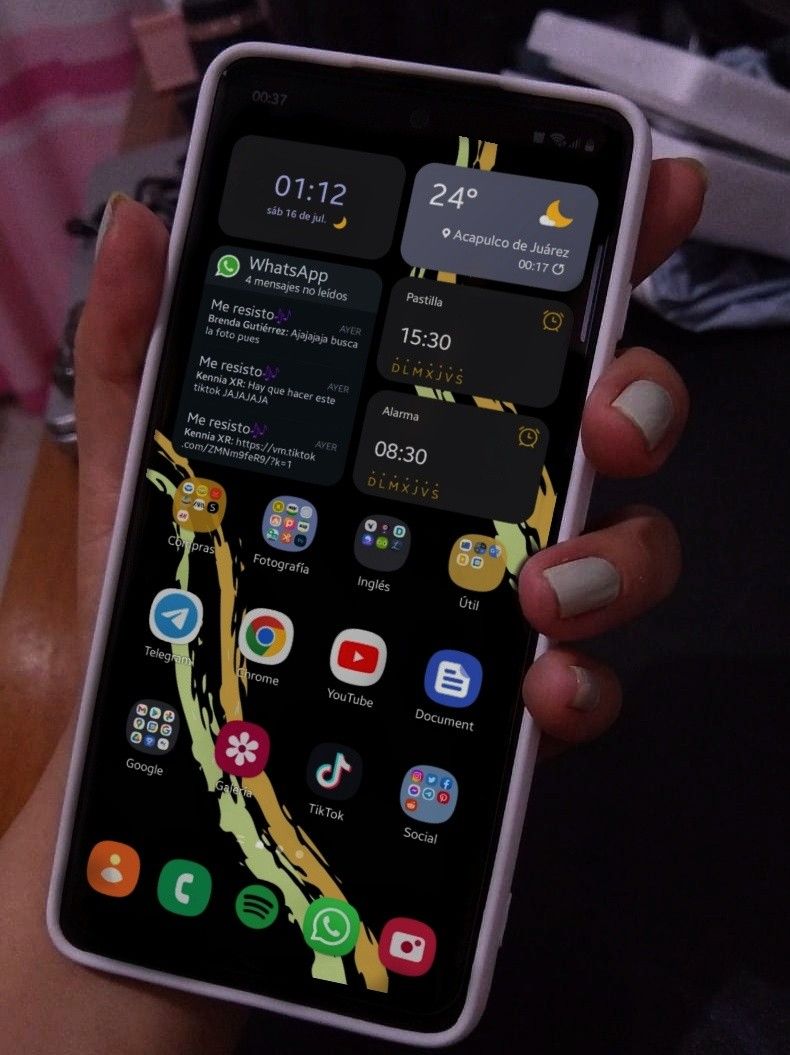 00:37
01:12
sáb 16 de jul.
24°
Acapulco de Juárez
00:17
WhatsApp
4 mensajes no leídos
Me resisto🎶
AYER
Brenda Gutiérrez: Ajajajaja busca
la foto pues
Me resisto🎶
AYER
Kennia XR: Hay que hacer este
tiktok JAJAJAJA
Me resisto🎶
AYER
Kennia XR: https://vm.tiktok
.com/ZMNm9feR9/?k=1
Pastilla
15:30
D L M X J V S
Alarma
08:30
D L M X J V S
Compras
Fotografía
Inglés
Útil
Telegram
Chrome
YouTube
Document
Google
Galería
TikTok
Social